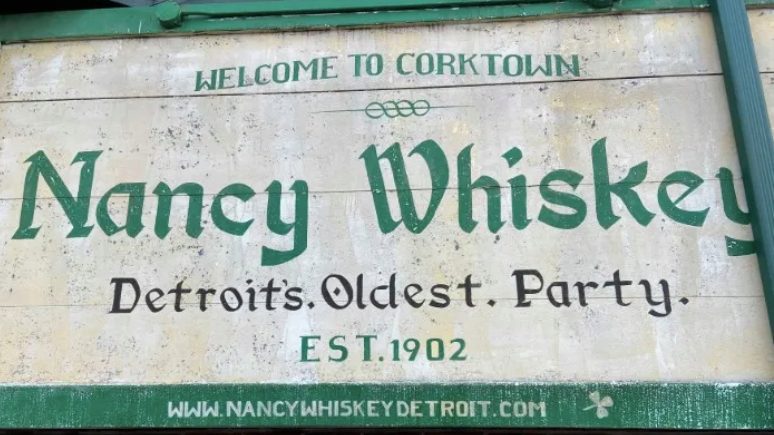 WELCOME TO CORKTOWN
Nancy Whiskey
Detroit's. Oldest. Party.
EST. 1902
WWW.NANCYWHISKEYDETROIT.COM